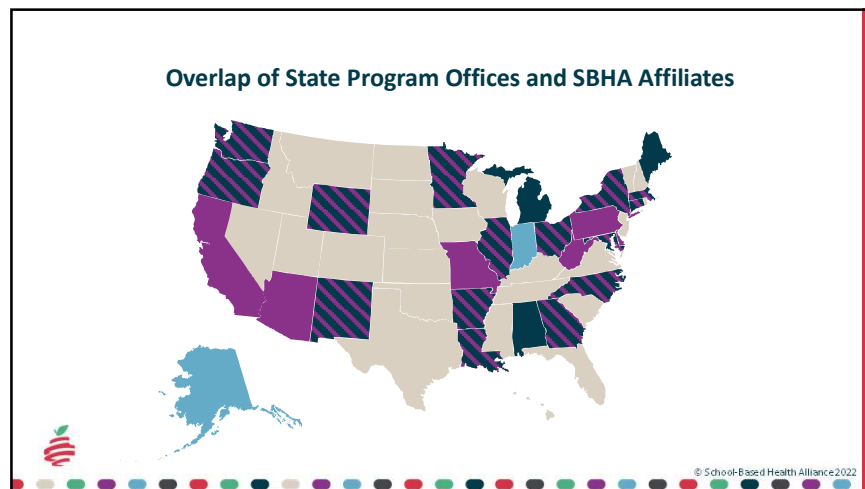 Overlap of State Program Offices and SBHA Affiliates
© School-Based Health Alliance 2022